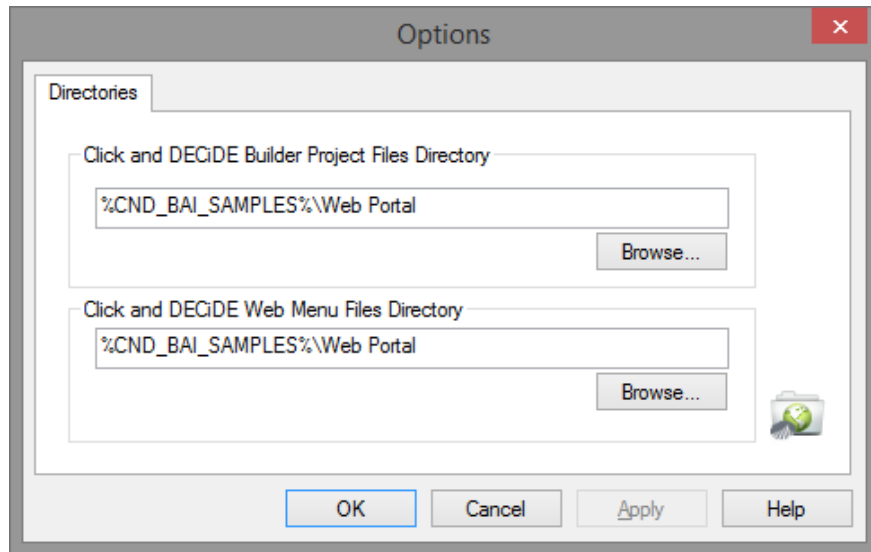 Options
Directories
Click and DECiDE Builder Project Files Directory
%CND_BAI_SAMPLES%\Web Portal
Browse...
Click and DECiDE Web Menu Files Directory
%CND_BAI_SAMPLES%\Web Portal
Browse...
OK Cancel Apply Help